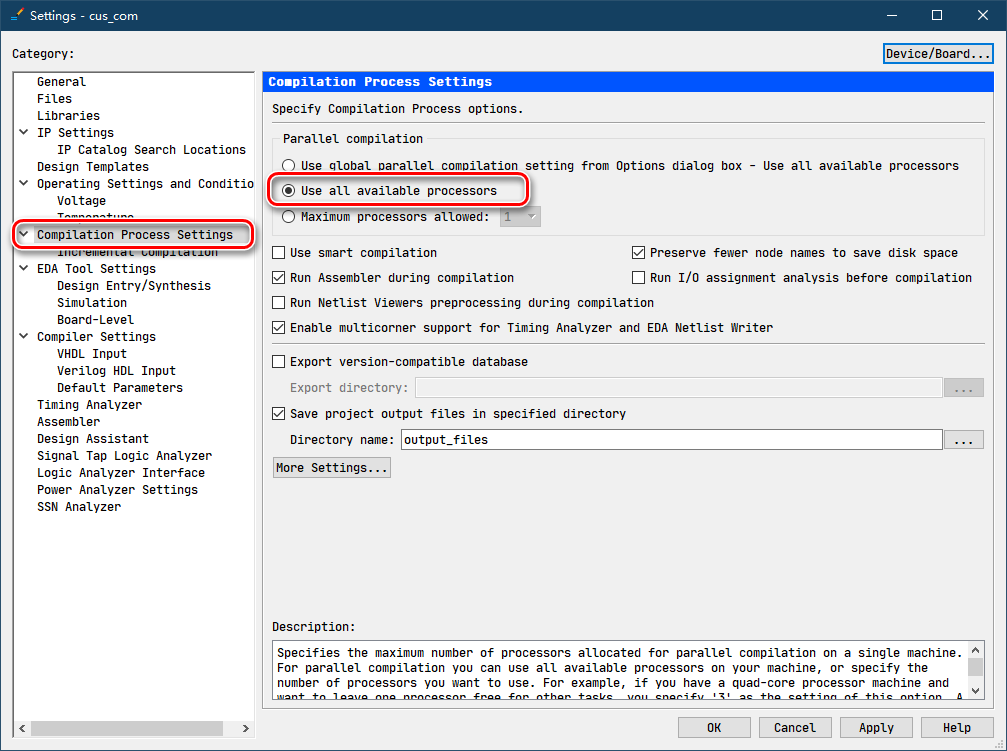 Settings - cus_com
Category:
Device/Board...
General
Files
Libraries
IP Settings
IP Catalog Search Locations
Design Templates
Operating Settings and Conditio
Voltage
Temperature
Compilation Process Settings
Incremental Compilation
EDA Tool Settings
Design Entry/Synthesis
Simulation
Board-Level
Compiler Settings
VHDL Input
Verilog HDL Input
Default Parameters
Timing Analyzer
Assembler
Design Assistant
Signal Tap Logic Analyzer
Logic Analyzer Interface
Power Analyzer Settings
SSN Analyzer
Compilation Process Settings
Specify Compilation Process options.
Parallel compilation
Use global parallel compilation setting from Options dialog box - Use all available processors
Use all available processors
Maximum processors allowed: 1
Use smart compilation
Preserve fewer node names to save disk space
Run Assembler during compilation
Run I/O assignment analysis before compilation
Run Netlist Viewers preprocessing during compilation
Enable multicorner support for Timing Analyzer and EDA Netlist Writer
Export version-compatible database
Export directory: ...
Save project output files in specified directory
Directory name: output_files ...
More Settings...
Description:
Specifies the maximum number of processors allocated for parallel compilation on a single machine.
For parallel compilation you can use all available processors on your machine, or specify the
number of processors you want to use. For example, if you have a quad-core processor machine and
want to leave one processor free for other tasks, you specify '3' as the setting of this option. A
OK
Cancel
Apply
Help